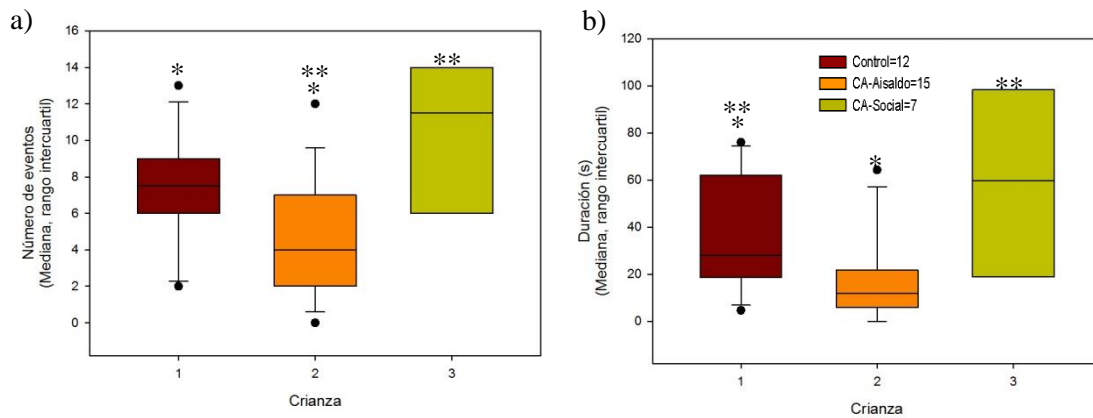 a)
16
14
12
10
8
6
4
2
0
Número de eventos
(Mediana, rango intercuartil)
*
**
*
**
1
2
3
Crianza
b)
120
100
80
60
40
20
0
Duración (s)
(Mediana, rango intercuartil)
Control=12
CA-Aisaldo=15
CA-Social=7
**
*
*
**
1
2
3
Crianza